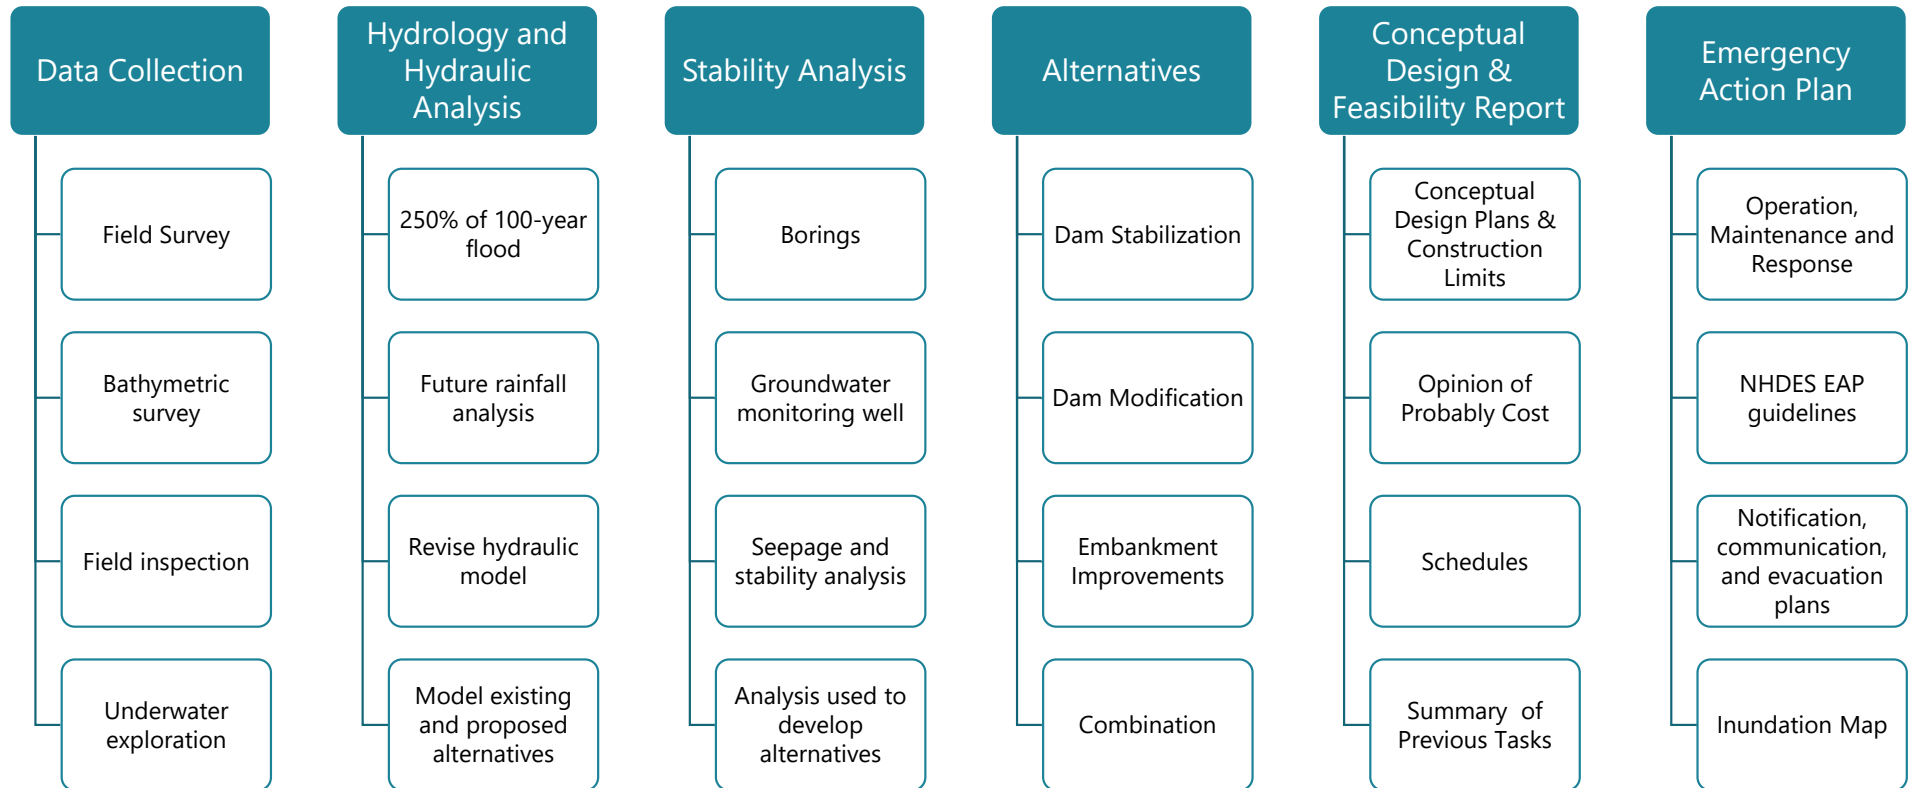 Data Collection
Field Survey
Bathymetric
survey
Field inspection
Underwater
exploration
Hydrology and
Hydraulic
Analysis
250% of 100-year
flood
Future rainfall
analysis
Revise hydraulic
model
Model existing
and proposed
alternatives
Stability Analysis
Borings
Groundwater
monitoring well
Seepage and
stability analysis
Analysis used to
develop
alternatives
Alternatives
Dam Stabilization
Dam Modification
Embankment
Improvements
Combination
Conceptual
Design &
Feasibility Report
Conceptual
Design Plans &
Construction
Limits
Opinion of
Probably Cost
Schedules
Summary of
Previous Tasks
Emergency
Action Plan
Operation,
Maintenance and
Response
NHDES EAP
guidelines
Notification,
communication,
and evacuation
plans
Inundation Map